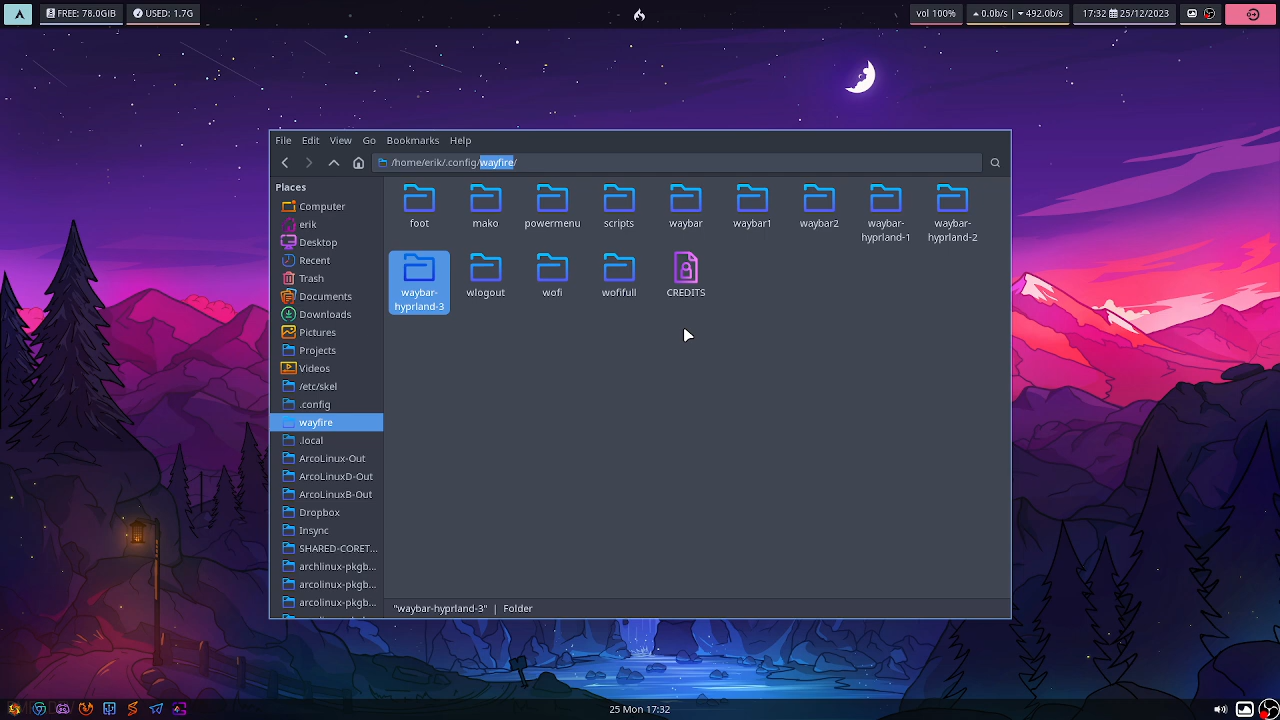 FREE: 78.0GIB USED: 1.7G vol 100% 0.0b/s | 492.0b/s 17:32 25/12/2023
File Edit View Go Bookmarks Help
/home/erik/.config/wayfire/
Places
Computer
erik
Desktop
Recent
Trash
Documents
Downloads
Pictures
Projects
Videos
/etc/skel
.config
wayfire
.local
ArcoLinux-Out
ArcoLinuxD-Out
ArcoLinuxB-Out
Dropbox
Insync
SHARED-CORET...
archlinux-pkgb...
arcolinux-pkgb...
arcolinux-pkgb...
foot mako powermenu scripts waybar waybar1 waybar2 waybar-hyprland-1 waybar-hyprland-2
waybar-hyprland-3 wlogout wofi wofifull CREDITS
"waybar-hyprland-3" | Folder
25 Mon 17:32